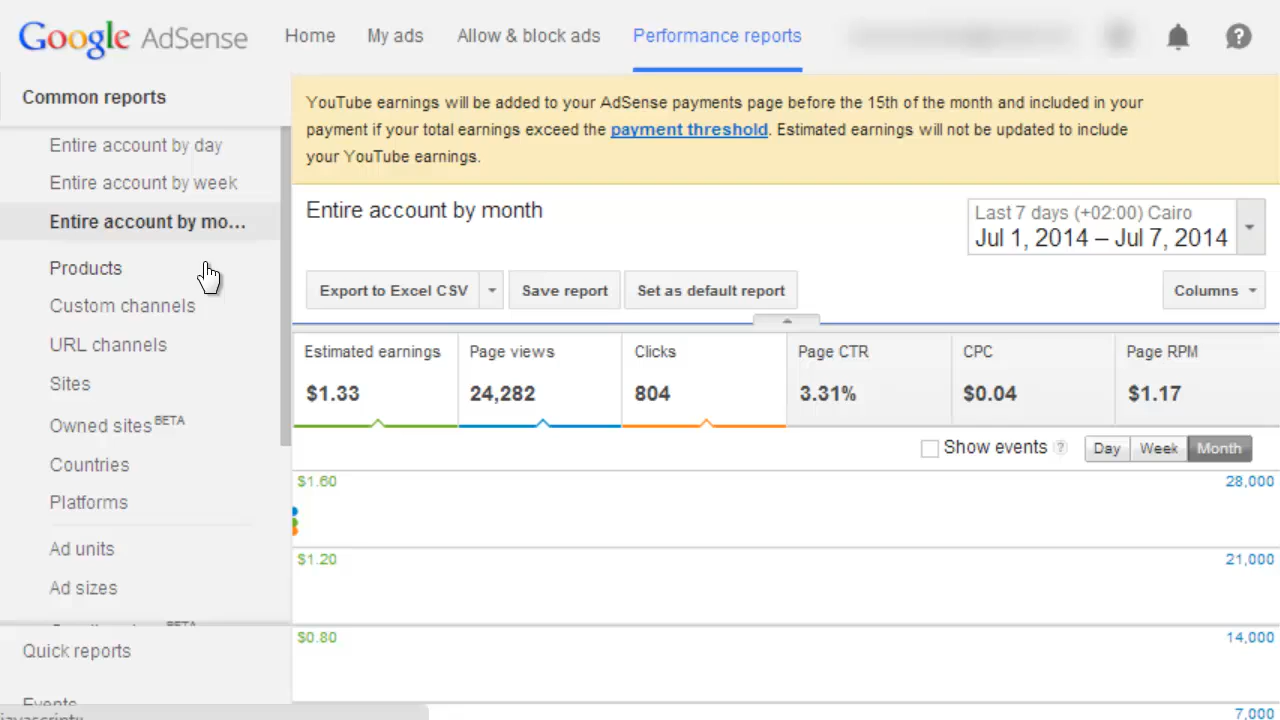 Google AdSense
Home
My ads
Allow & block ads
Performance reports
Common reports
Entire account by day
Entire account by week
Entire account by mo...
Products
Custom channels
URL channels
Sites
Owned sites BETA
Countries
Platforms
Ad units
Ad sizes
BETA
Quick reports
Events
YouTube earnings will be added to your AdSense payments page before the 15th of the month and included in your
payment if your total earnings exceed the payment threshold. Estimated earnings will not be updated to include
your YouTube earnings.
Entire account by month
Last 7 days (+02:00) Cairo
Jul 1, 2014 – Jul 7, 2014
Export to Excel CSV
Save report
Set as default report
Columns
Estimated earnings
$1.33
Page views
24,282
Clicks
804
Page CTR
3.31%
CPC
$0.04
Page RPM
$1.17
Show events ?
Day
Week
Month
$1.60
28,000
$1.20
21,000
$0.80
14,000
7,000